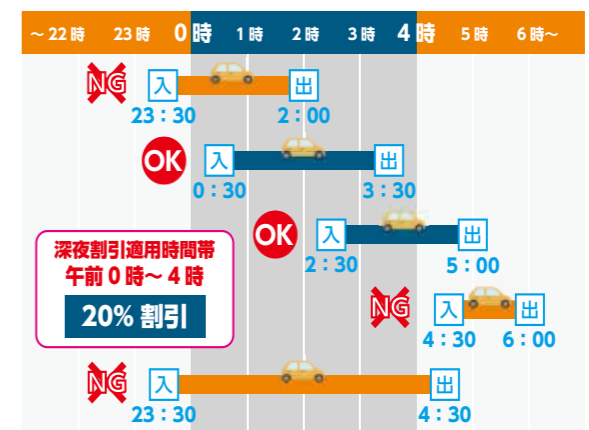 ～22時 23時 0時 1時 2時 3時 4時 5時 6時～
NG 入 出
23：30 2：00
OK 入 出
0：30 3：30
OK 入 出
2：30 5：00
深夜割引適用時間帯
午前0時～4時
20% 割引
NG 入 出
4：30 6：00
NG 入 出
23：30 4：30